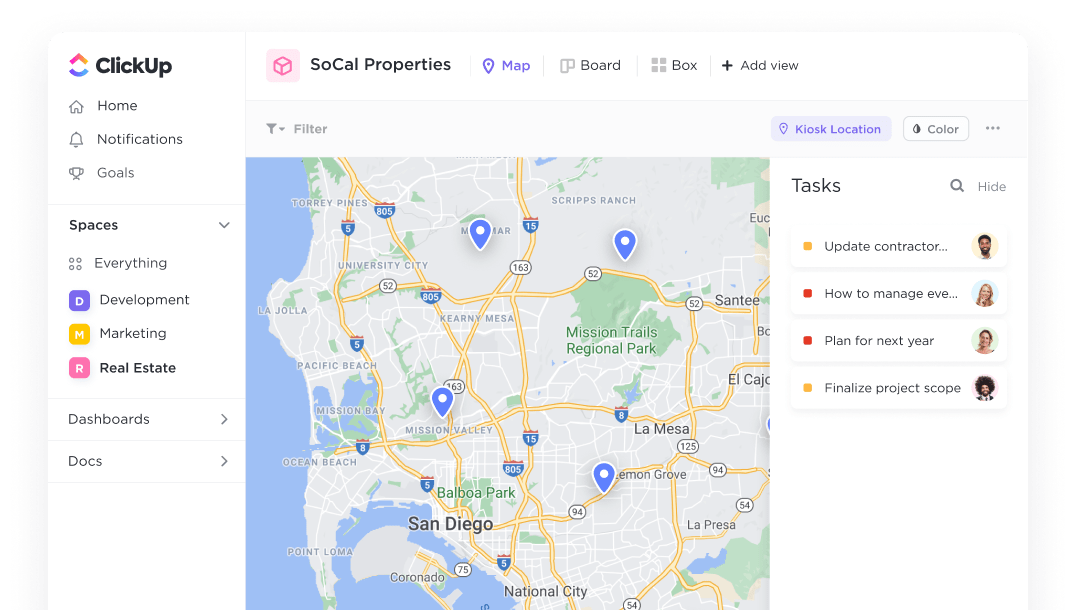 ClickUp
Home
Notifications
Goals
Spaces
Everything
D Development
M Marketing
R Real Estate
Dashboards
Docs
SoCal Properties
Map
Board
Box
+ Add view
Filter
Kiosk Location
Color
TORREY PINES
805
5
SCRIPPS RANCH
15
UNIVERSITY CITY
163
52
52
805
52
Santee
LA JOLLA
KEARNY MESA
5
Mission Trails
Regional Park
PACIFIC BEACH
163
MISSION BAY
8
La Mesa
MISSION VALLEY
15
125
8
OCEAN BEACH
805
94
5
Lemon Grove
Balboa Park
94
54
San Diego
La Presa
POINT LOMA
5
75
Coronado
National City
54
Tasks
Hide
Update contractor...
How to manage eve...
Plan for next year
Finalize project scope